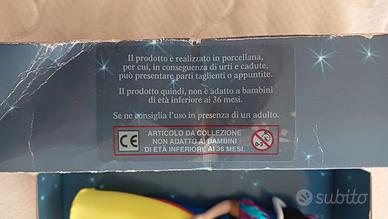 Il prodotto è realizzato in porcellana,
per cui, in conseguenza di urti e cadute,
può presentare parti taglienti o appuntite.
Il prodotto quindi, non è adatto a bambini
di età inferiore ai 36 mesi.
Se ne consiglia l'uso in presenza di un adulto.
CE
ARTICOLO DA COLLEZIONE
NON ADATTO AI BAMBINI
DI ETÀ INFERIORE AI 36 MESI.
0-3
subito